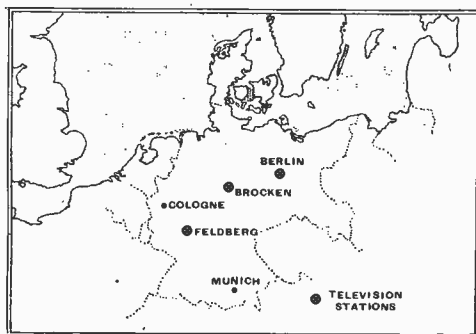 BERLIN
BROCKEN
COLOGNE
FELDBERG
MUNICH
TELEVISION
STATIONS